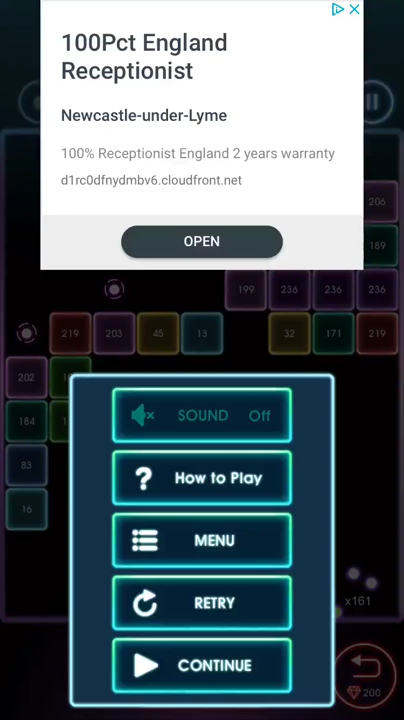 100Pct England
Receptionist
Newcastle-under-Lyme
100% Receptionist England 2 years warranty
d1rc0dfnydmbv6.cloudfront.net
OPEN
206
189
199 236 236 236
219 203 45 13 32 171 219
202
184
83
16
SOUND Off
? How to Play
MENU
RETRY
CONTINUE
x161
200